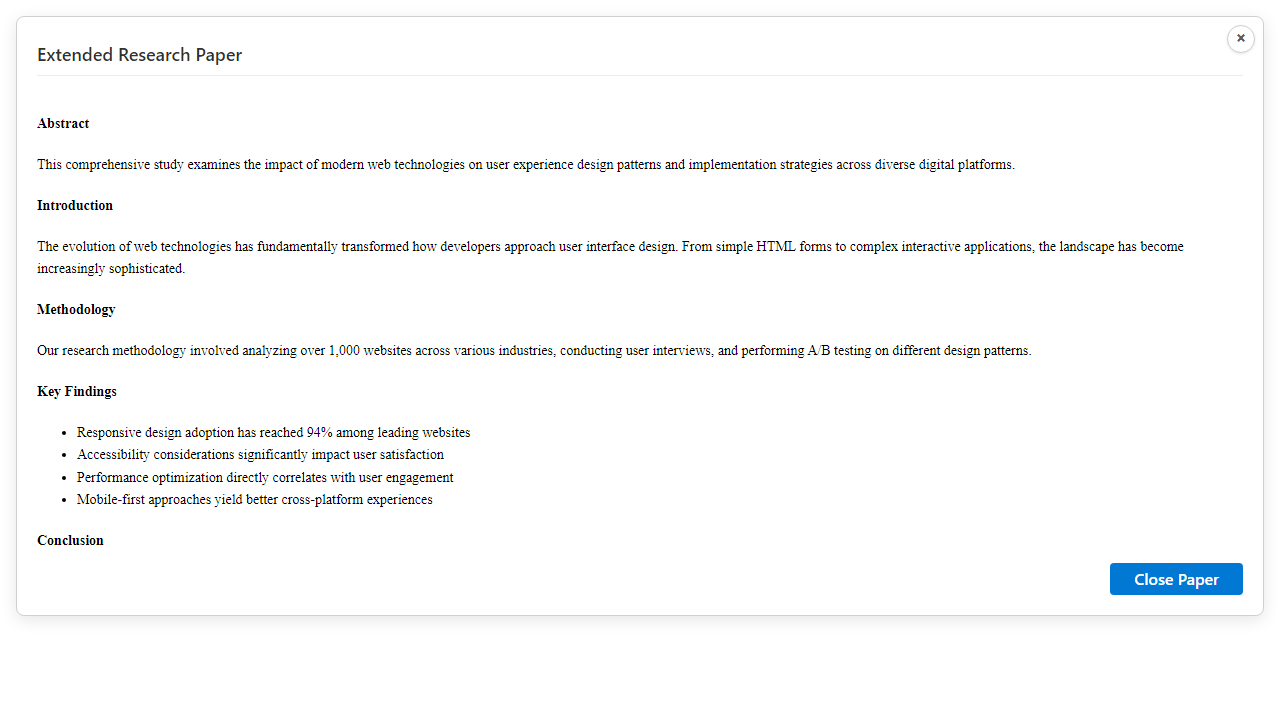 Extended Research Paper
×
Abstract
This comprehensive study examines the impact of modern web technologies on user experience design patterns and implementation strategies across diverse digital platforms.
Introduction
The evolution of web technologies has fundamentally transformed how developers approach user interface design. From simple HTML forms to complex interactive applications, the landscape has become
increasingly sophisticated.
Methodology
Our research methodology involved analyzing over 1,000 websites across various industries, conducting user interviews, and performing A/B testing on different design patterns.
Key Findings
• Responsive design adoption has reached 94% among leading websites
• Accessibility considerations significantly impact user satisfaction
• Performance optimization directly correlates with user engagement
• Mobile-first approaches yield better cross-platform experiences
Conclusion
Close Paper